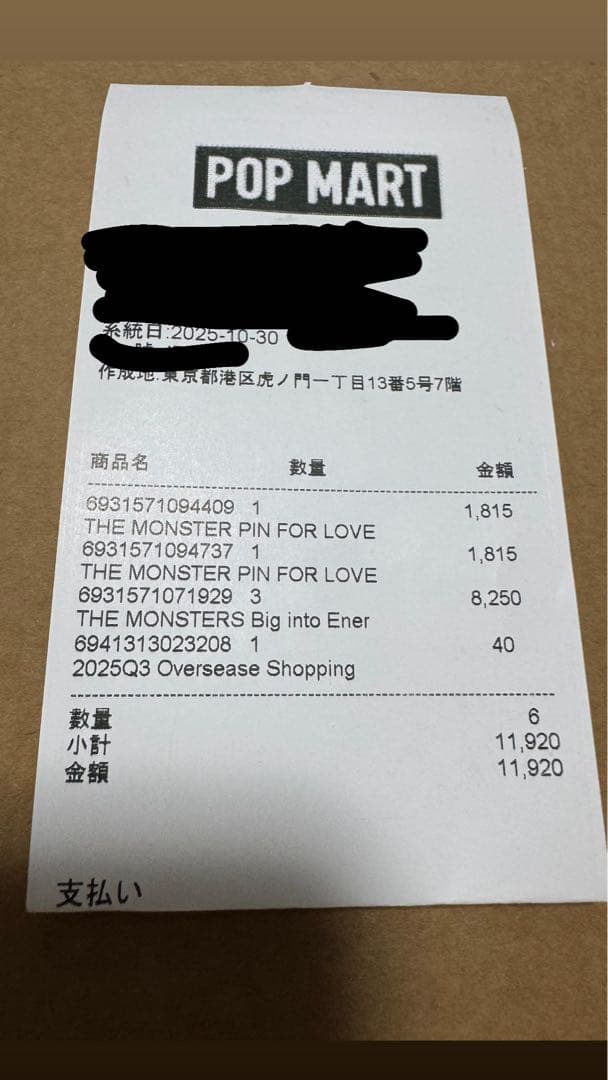 POP MART
系統日:2025-10-30
作成地:東京都港区虎ノ門一丁目13番5号7階
商品名 數量 金額
6931571094409 1 1,815
THE MONSTER PIN FOR LOVE
6931571094737 1 1,815
THE MONSTER PIN FOR LOVE
6931571071929 3 8,250
THE MONSTERS Big into Ener
6941313023208 1 40
2025Q3 Oversease Shopping
數量 6
小計 11,920
金額 11,920
支払い